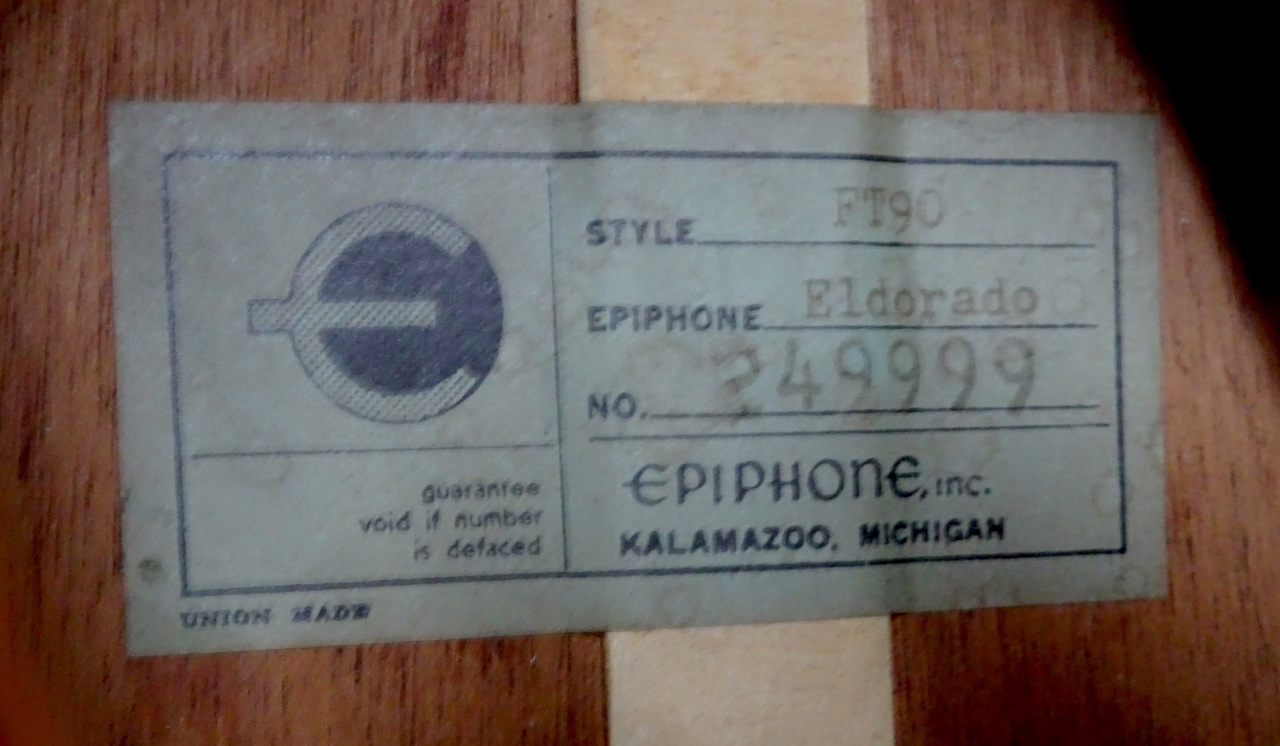 STYLE FT90
EPIPHONE Eldorado
NO. 249999
EPIPHONE, inc.
KALAMAZOO, MICHIGAN
guarantee
void if number
is defaced
UNION MADE